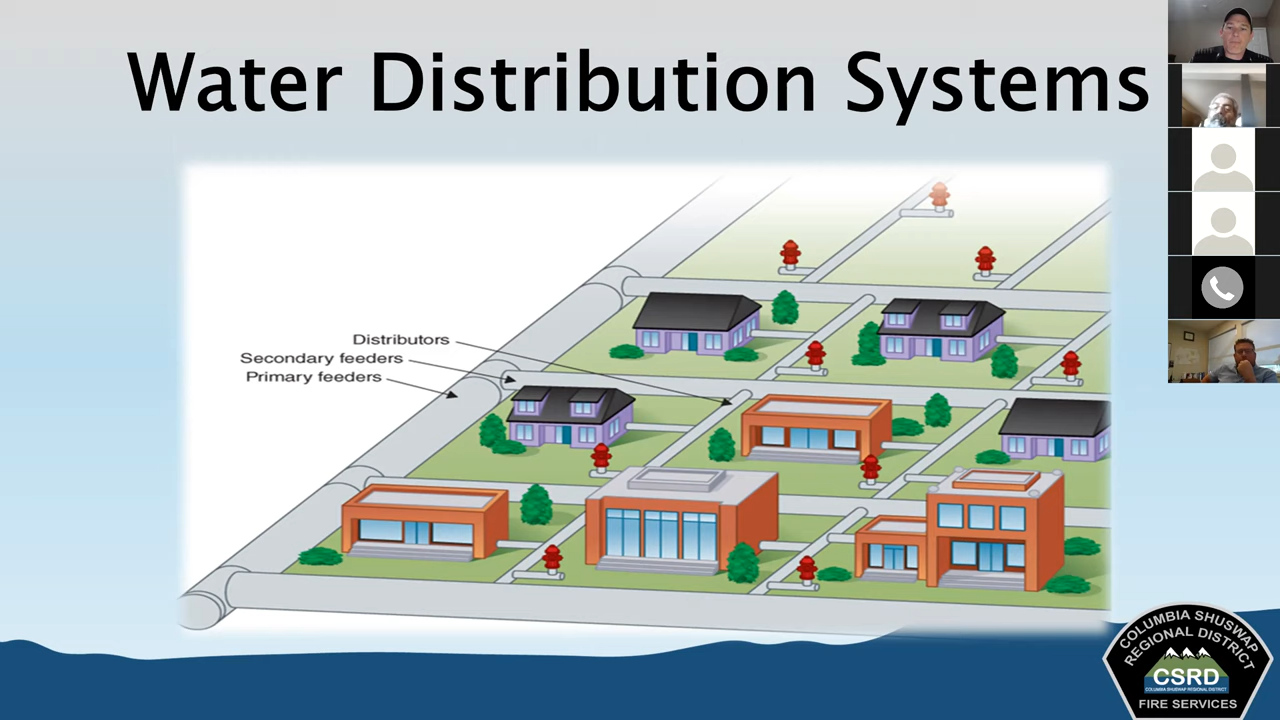 Water Distribution Systems
Distributors
Secondary feeders
Primary feeders
COLUMBIA SHUSWAP
REGIONAL DISTRICT
CSRD
COLUMBIA SHUSWAP REGIONAL DISTRICT
FIRE SERVICES